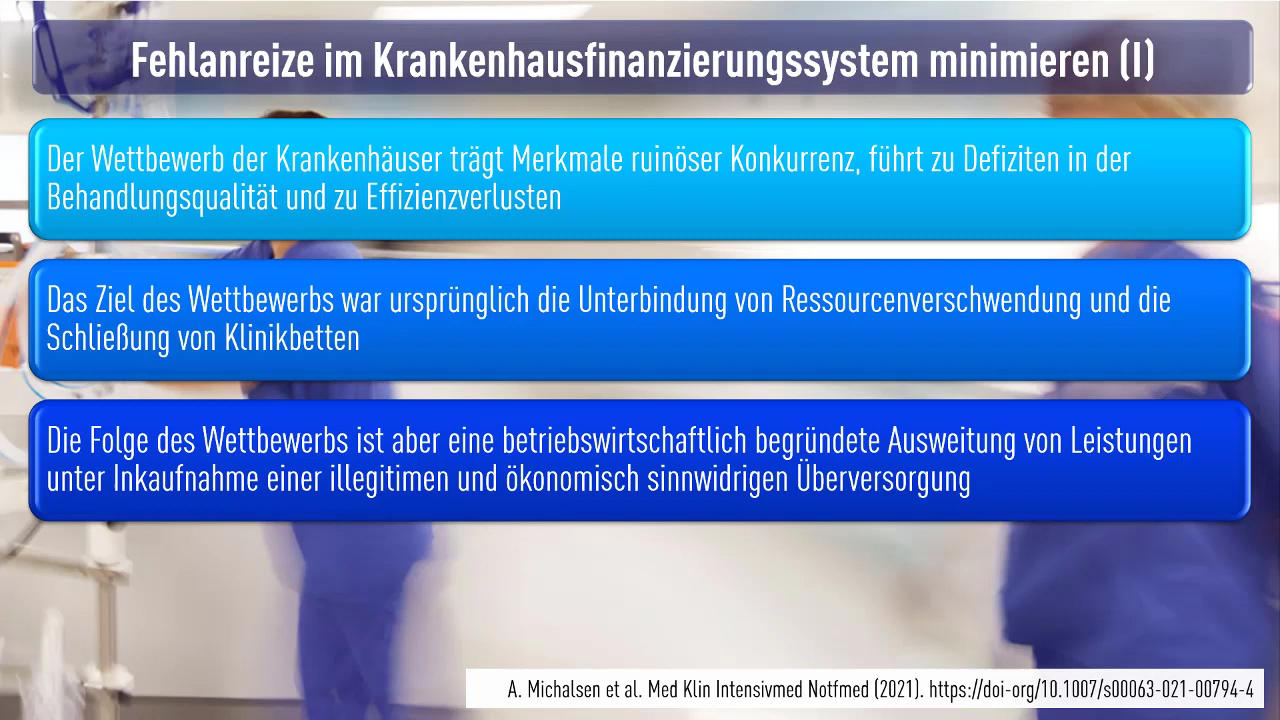 Fehlanreize im Krankenhausfinanzierungssystem minimieren (I)
Der Wettbewerb der Krankenhäuser trägt Merkmale ruinöser Konkurrenz, führt zu Defiziten in der
Behandlungsqualität und zu Effizienzverlusten
Das Ziel des Wettbewerbs war ursprünglich die Unterbindung von Ressourcenverschwendung und die
Schließung von Klinikbetten
Die Folge des Wettbewerbs ist aber eine betriebswirtschaftlich begründete Ausweitung von Leistungen
unter Inkaufnahme einer illegitimen und ökonomisch sinnwidrigen Überversorgung
A. Michalsen et al. Med Klin Intensivmed Notfmed (2021). https://doi-org/10.1007/s00063-021-00794-4